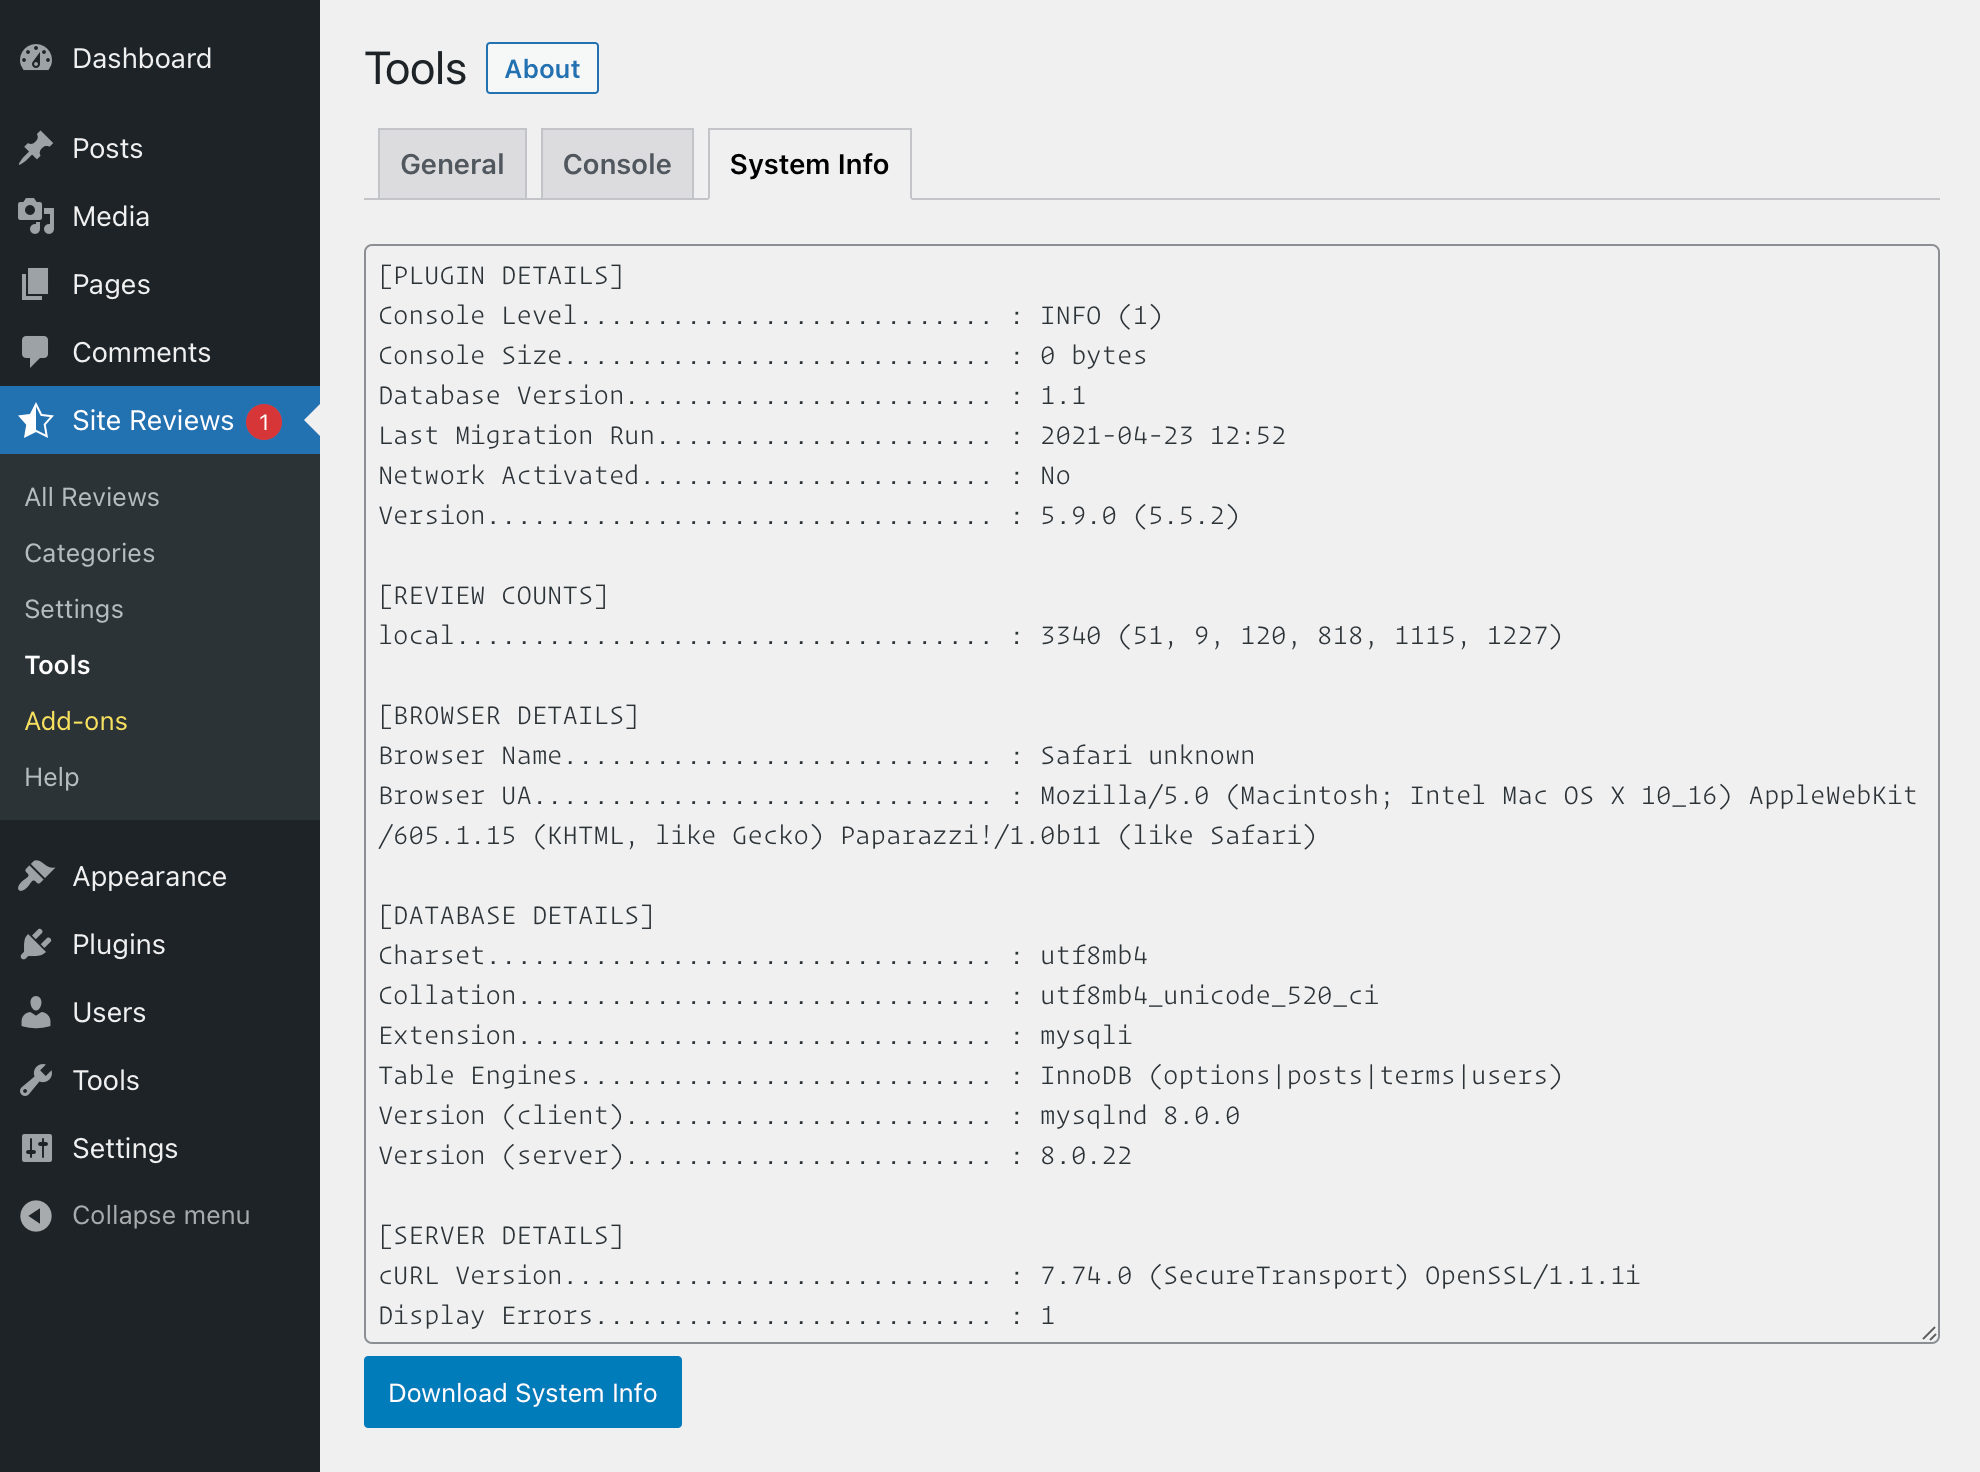 Dashboard
Posts
Media
Pages
Comments
Site Reviews 1
All Reviews
Categories
Settings
Tools
Add-ons
Help
Appearance
Plugins
Users
Tools
Settings
Collapse menu
Tools About
General Console System Info
[PLUGIN DETAILS]
Console Level........................... : INFO (1)
Console Size............................ : 0 bytes
Database Version........................ : 1.1
Last Migration Run...................... : 2021-04-23 12:52
Network Activated....................... : No
Version................................. : 5.9.0 (5.5.2)
[REVIEW COUNTS]
local................................... : 3340 (51, 9, 120, 818, 1115, 1227)
[BROWSER DETAILS]
Browser Name............................ : Safari unknown
Browser UA.............................. : Mozilla/5.0 (Macintosh; Intel Mac OS X 10_16) AppleWebKit
/605.1.15 (KHTML, like Gecko) Paparazzi!/1.0b11 (like Safari)
[DATABASE DETAILS]
Charset................................. : utf8mb4
Collation............................... : utf8mb4_unicode_520_ci
Extension............................... : mysqli
Table Engines........................... : InnoDB (options|posts|terms|users)
Version (client)........................ : mysqlnd 8.0.0
Version (server)........................ : 8.0.22
[SERVER DETAILS]
cURL Version............................ : 7.74.0 (SecureTransport) OpenSSL/1.1.1i
Display Errors.......................... : 1
Download System Info